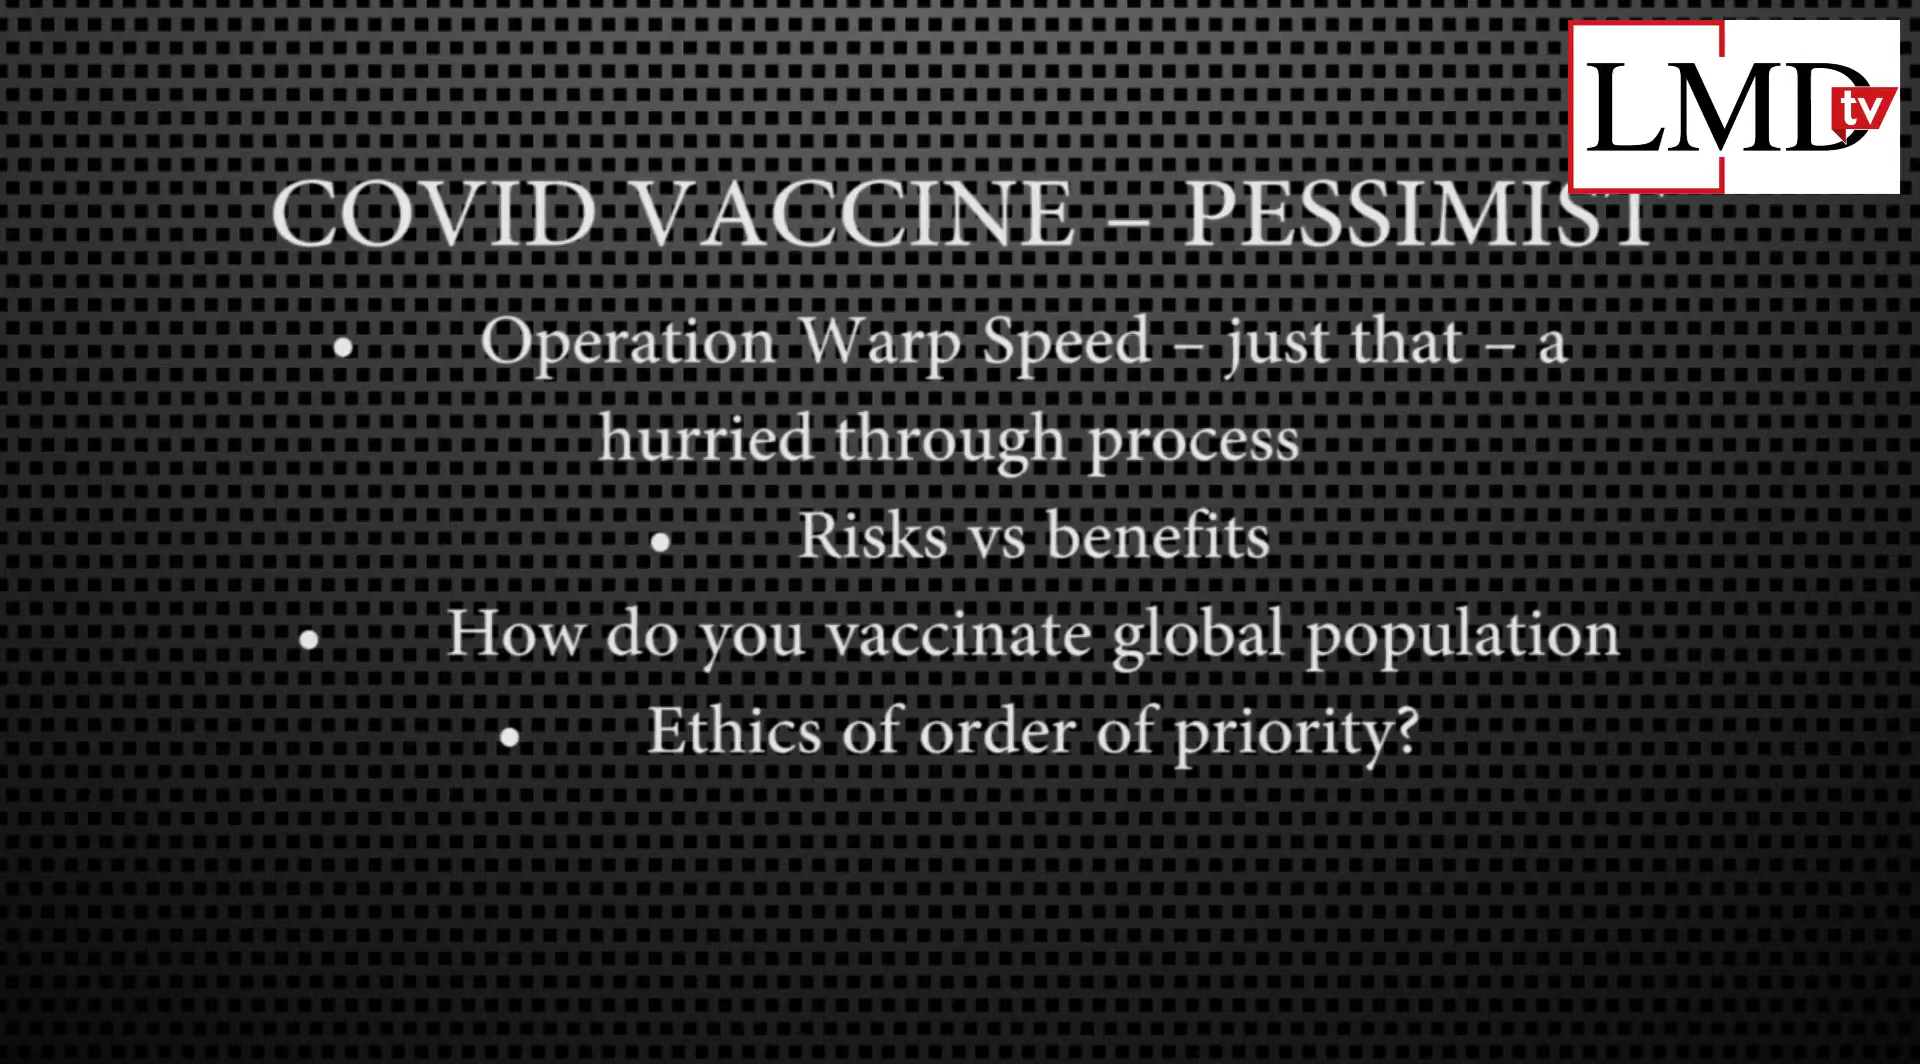 LMD tv
COVID VACCINE – PESSIMIST
• Operation Warp Speed – just that – a
hurried through process
• Risks vs benefits
• How do you vaccinate global population
• Ethics of order of priority?